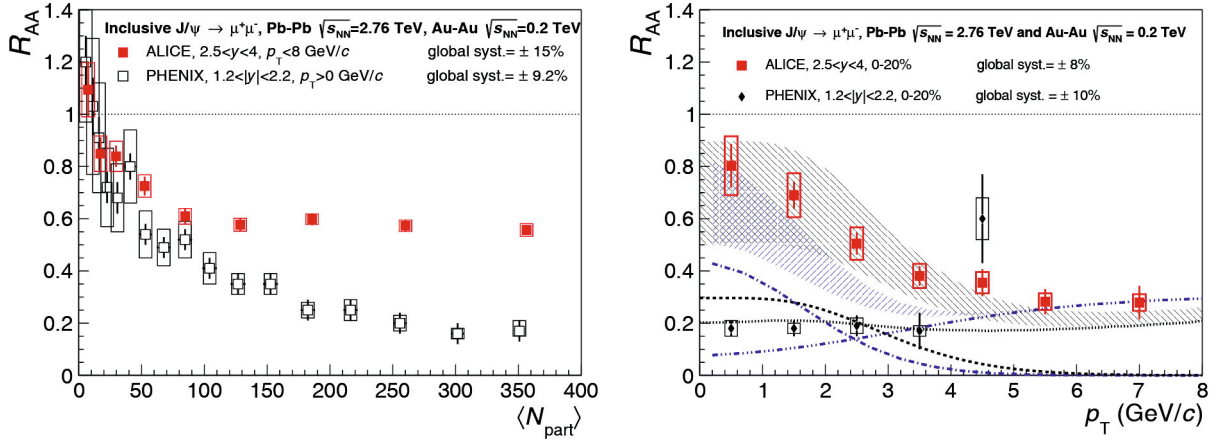 R_AA
Inclusive J/ψ → μ⁺μ⁻, Pb-Pb √s_NN=2.76 TeV, Au-Au √s_NN=0.2 TeV
ALICE, 2.5<y<4, p_T<8 GeV/c global syst.= ± 15%
PHENIX, 1.2<|y|<2.2, p_T>0 GeV/c global syst.= ± 9.2%
1.4
1.2
1
0.8
0.6
0.4
0.2
0
0 50 100 150 200 250 300 350 400
⟨N_part⟩
R_AA
Inclusive J/ψ → μ⁺μ⁻, Pb-Pb √s_NN = 2.76 TeV and Au-Au √s_NN = 0.2 TeV
ALICE, 2.5<y<4, 0-20% global syst.= ± 8%
PHENIX, 1.2<|y|<2.2, 0-20% global syst. = ± 10%
1.4
1.2
1
0.8
0.6
0.4
0.2
0
0 1 2 3 4 5 6 7 8
p_T (GeV/c)